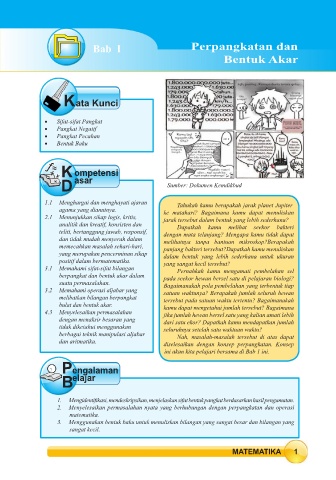 Bab 1
Perpangkatan dan
Bentuk Akar
Kata Kunci
• Sifat-sifat Pangkat
• Pangkat Negatif
• Pangkat Pecahan
• Bentuk Baku
Kompetensi
Dasar
1.1 Menghargai dan menghayati ajaran
agama yang dianutnya.
2.1 Menunjukkan sikap logis, kritis,
analitik dan kreatif, konsisten dan
teliti, bertanggung jawab, responsif,
dan tidak mudah menyerah dalam
memecahkan masalah sehari-hari,
yang merupakan pencerminan sikap
positif dalam bermatematika
3.1 Memahami sifat-sifat bilangan
berpangkat dan bentuk akar dalam
suatu permasalahan.
3.2 Memahami operasi aljabar yang
melibatkan bilangan berpangkat
bulat dan bentuk akar.
4.3 Menyelesaikan permasalahan
dengan menaksir besaran yang
tidak diketahui menggunakan
berbagai teknik manipulasi aljabar
dan aritmatika.
Sumber: Dokumen Kemdikbud
Tahukah kamu berapakah jarak planet Jupiter
ke matahari? Bagaimana kamu dapat menuliskan
jarak tersebut dalam bentuk yang lebih sederhana?
Dapatkah kamu melihat seekor bakteri
dengan mata telanjang? Mengapa kamu tidak dapat
melihatnya tanpa bantuan mikroskop?Berapakah
panjang bakteri tersebut?Dapatkah kamu menuliskan
dalam bentuk yang lebih sederhana untuk ukuran
yang sangat kecil tersebut?
Pernahkah kamu mengamati pembelahan sel
pada seekor hewan bersel satu di pelajaran biologi?
Bagaimanakah pola pembelahan yang terbentuk tiap
satuan waktunya? Berapakah jumlah seluruh hewan
tersebut pada satuan waktu tertentu? Bagaimanakah
kamu dapat mengetahui jumlah tersebut? Bagaimana
jika jumlah hewan bersel satu yang kalian amati lebih
dari satu ekor? Dapatkah kamu mendapatkan jumlah
seluruhnya setelah satu waktuan waktu?
Nah, masalah-masalah tersebut di atas dapat
diselesaikan dengan konsep perpangkatan. Konsep
ini akan kita pelajari bersama di Bab 1 ini.
Pengalaman
Belajar
1. Mengidentifikasi, mendeskripsikan, menjelaskan sifat bentuk pangkat berdasarkan hasil pengamatan.
2. Menyelesaikan permasalahan nyata yang berhubungan dengan perpangkatan dan operasi
matematika.
3. Menggunakan bentuk baku untuk menuliskan bilangan yang sangat besar dan bilangan yang
sangat kecil.
MATEMATIKA 1